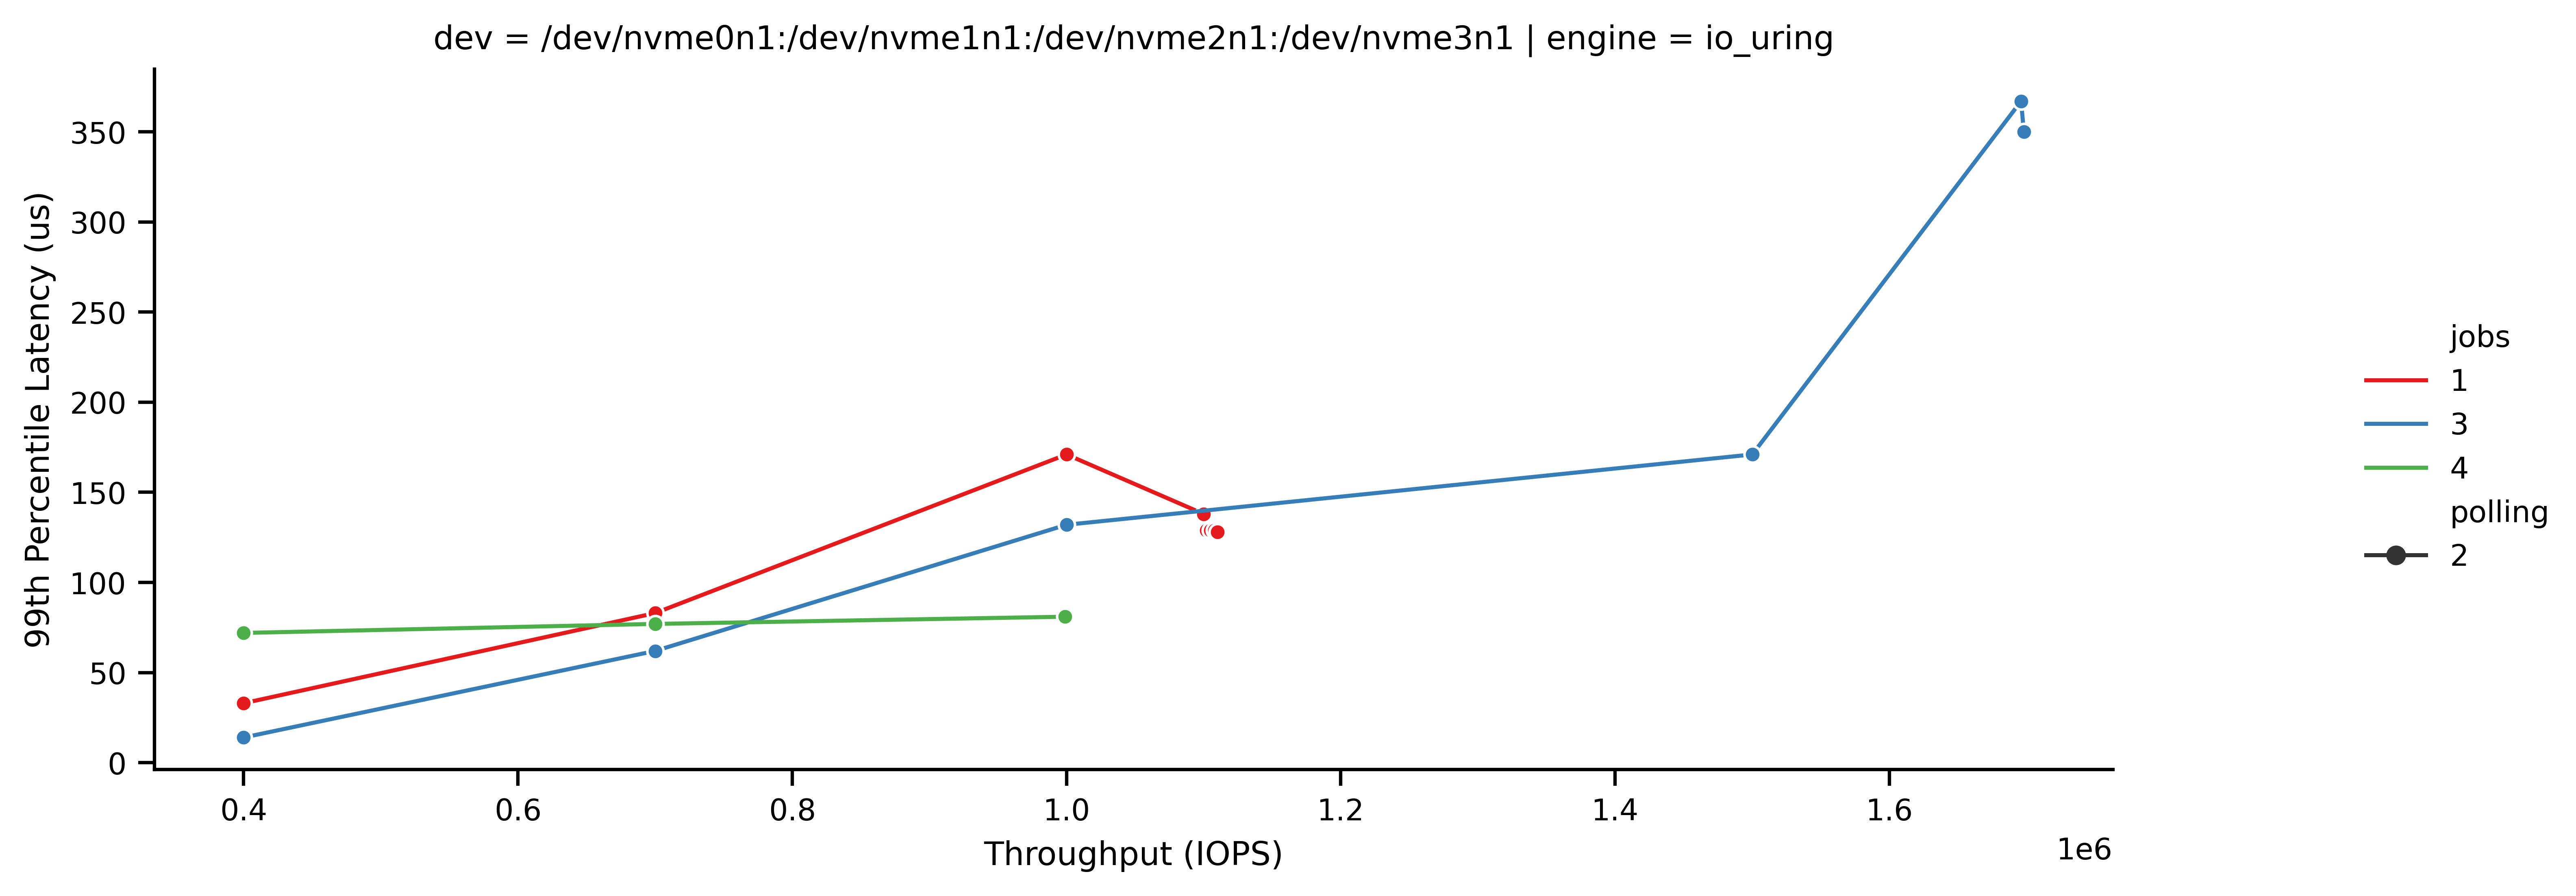 dev = /dev/nvme0n1:/dev/nvme1n1:/dev/nvme2n1:/dev/nvme3n1 | engine = io_uring
99th Percentile Latency (us)
350
300
250
200
150
100
50
0
0.4 0.6 0.8 1.0 1.2 1.4 1.6
1e6
Throughput (IOPS)
jobs
1
3
4
polling
2